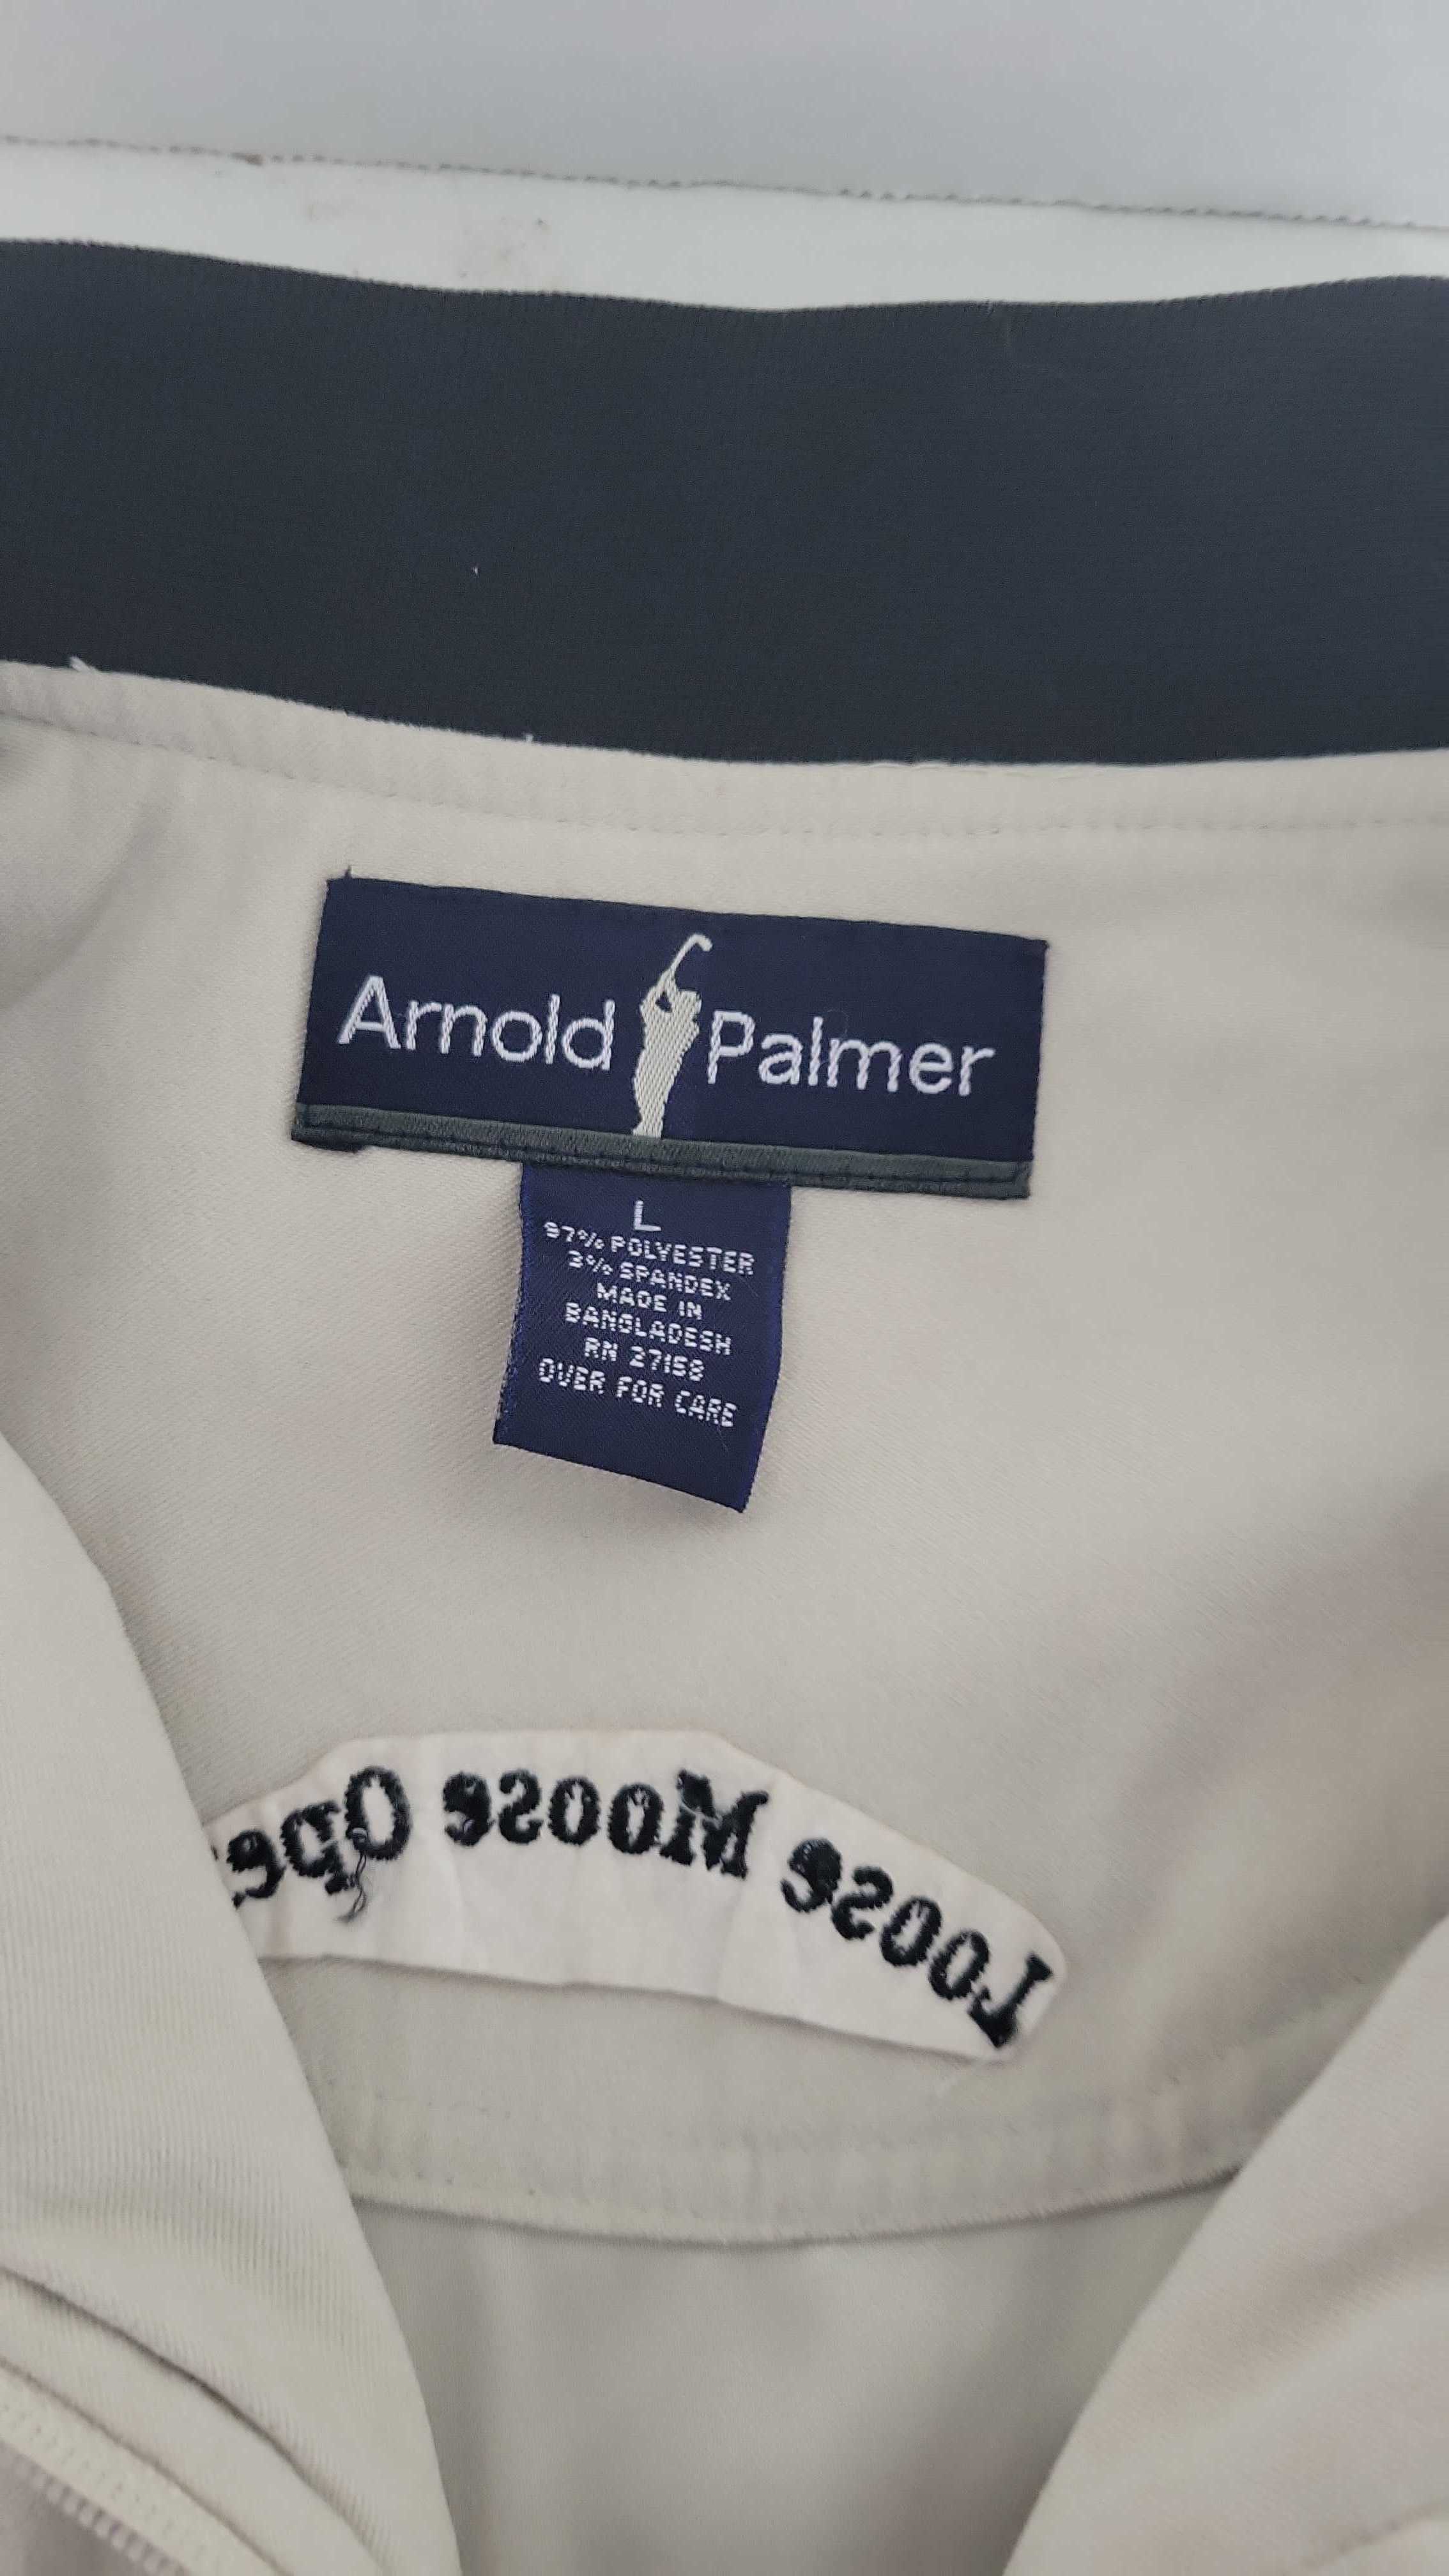 Arnold Palmer
L
97% POLYESTER
3% SPANDEX
MADE IN
BANGLADESH
RN 27158
OVER FOR CARE
Loose Moose Ope